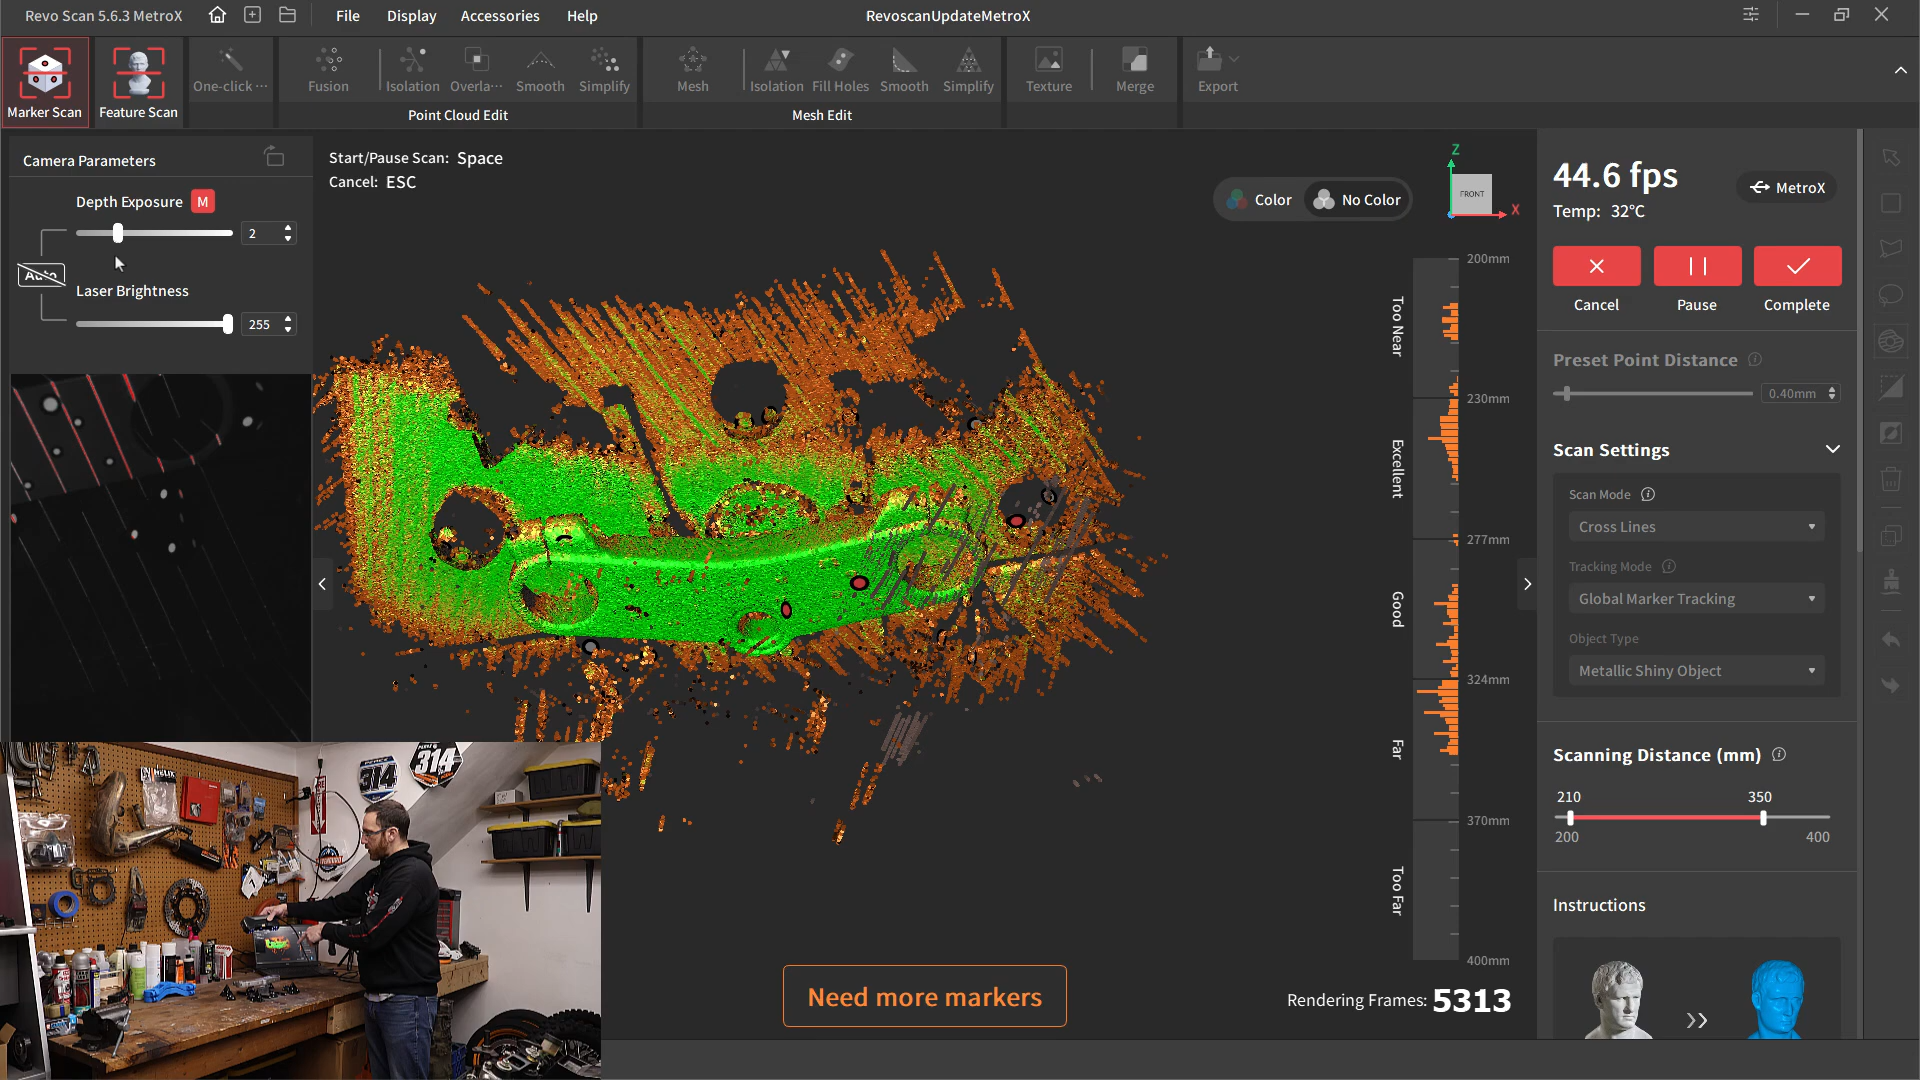 Revo Scan 5.6.3 MetroX
File
Display
Accessories
Help
RevoscanUpdateMetroX
Marker Scan
Feature Scan
One-click ···
Fusion
Isolation
Overla···
Smooth
Simplify
Point Cloud Edit
Mesh
Isolation
Fill Holes
Smooth
Simplify
Mesh Edit
Texture
Merge
Export
Camera Parameters
Depth Exposure M
2
Auto
Laser Brightness
255
Start/Pause Scan: Space
Cancel: ESC
Color
No Color
Z
FRONT
X
200mm
Too Near
230mm
Excellent
277mm
Good
324mm
Far
370mm
Too Far
400mm
Need more markers
Rendering Frames: 5313
44.6 fps
MetroX
Temp: 32°C
Cancel
Pause
Complete
Preset Point Distance
0.40mm
Scan Settings
Scan Mode
Cross Lines
Tracking Mode
Global Marker Tracking
Object Type
Metallic Shiny Object
Scanning Distance (mm)
210
350
200
400
Instructions
314
314
HELIX